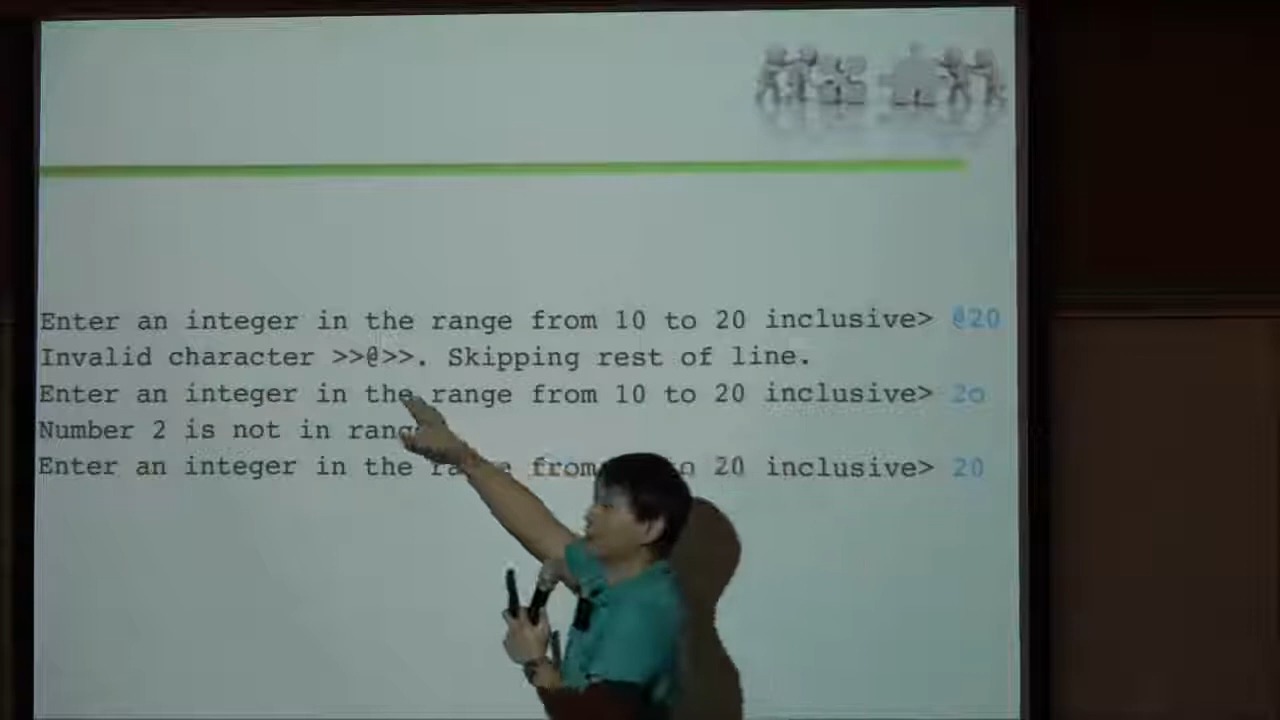 Enter an integer in the range from 10 to 20 inclusive> @20
Invalid character >>@>>. Skipping rest of line.
Enter an integer in the range from 10 to 20 inclusive> 2o
Number 2 is not in
Enter an integer in the from 20 inclusive> 20